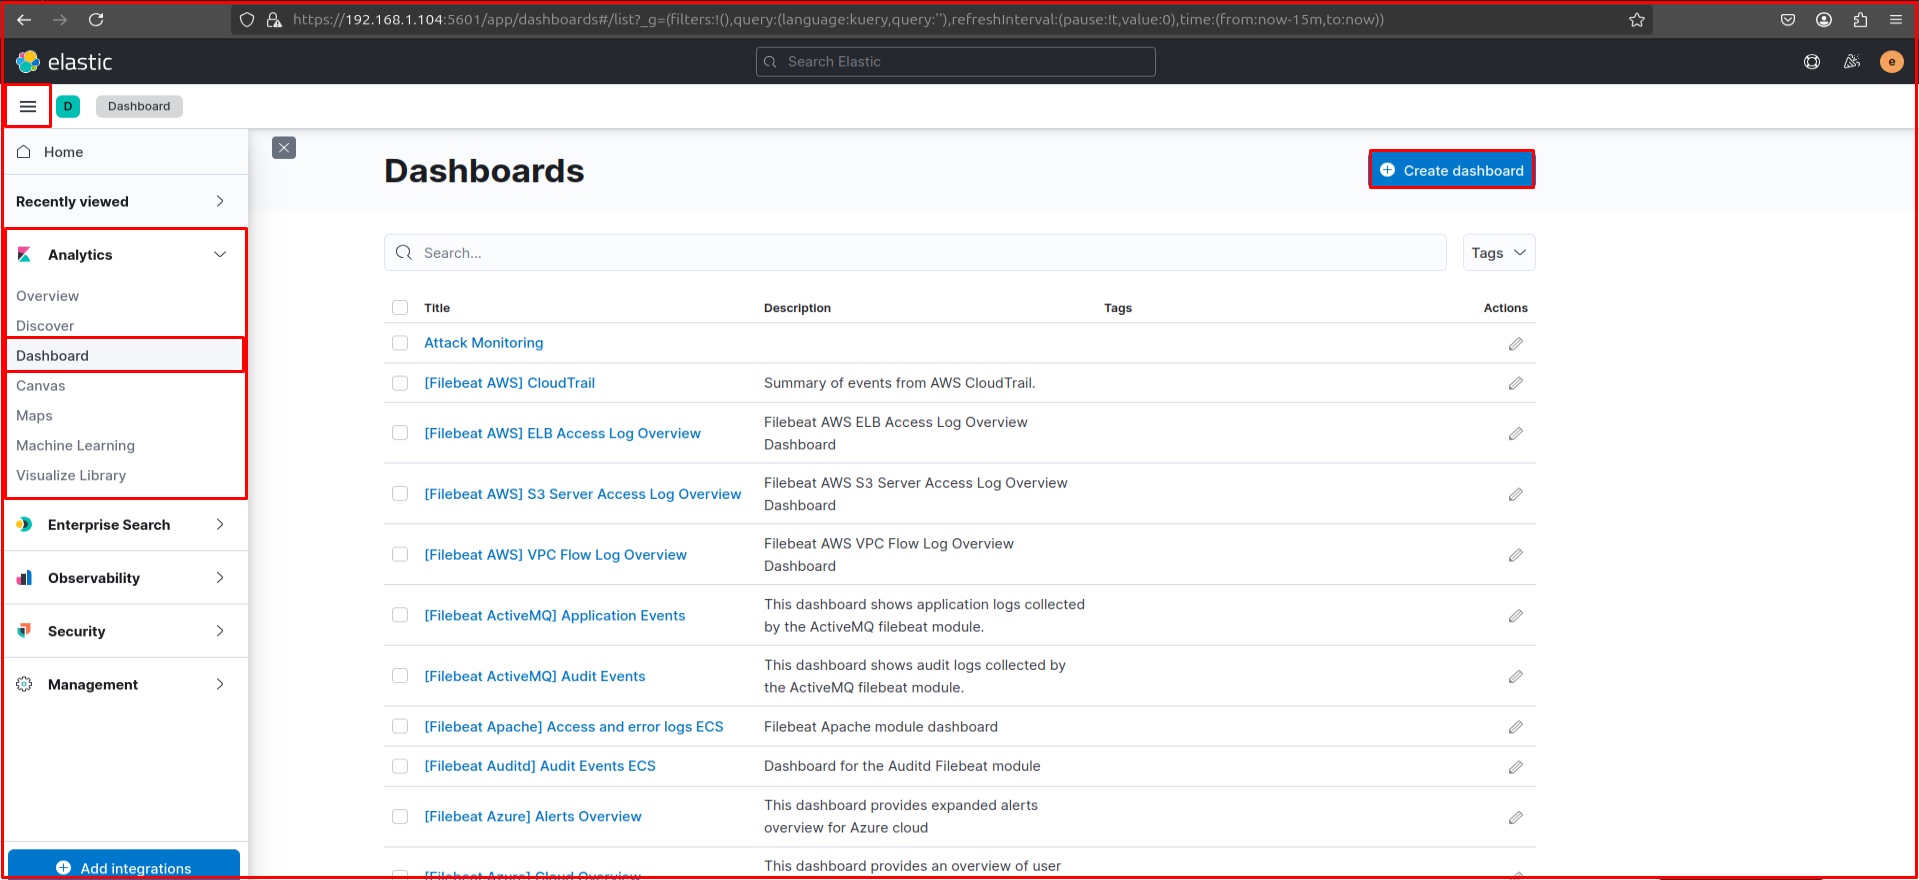 https://192.168.1.104:5601/app/dashboards#/list?_g=(filters:!(),query:(language:kuery,query:''),refreshInterval:(pause:!t,value:0),time:(from:now-15m,to:now))
elastic
Search Elastic
e
D
Dashboard
Home
Recently viewed
Analytics
Overview
Discover
Dashboard
Canvas
Maps
Machine Learning
Visualize Library
Enterprise Search
Observability
Security
Management
Add integrations
Dashboards
Create dashboard
Search...
Tags
Title Description Tags Actions
Attack Monitoring
[Filebeat AWS] CloudTrail
Summary of events from AWS CloudTrail.
[Filebeat AWS] ELB Access Log Overview
Filebeat AWS ELB Access Log Overview
Dashboard
[Filebeat AWS] S3 Server Access Log Overview
Filebeat AWS S3 Server Access Log Overview
Dashboard
[Filebeat AWS] VPC Flow Log Overview
Filebeat AWS VPC Flow Log Overview
Dashboard
[Filebeat ActiveMQ] Application Events
This dashboard shows application logs collected
by the ActiveMQ filebeat module.
[Filebeat ActiveMQ] Audit Events
This dashboard shows audit logs collected by
the ActiveMQ filebeat module.
[Filebeat Apache] Access and error logs ECS
Filebeat Apache module dashboard
[Filebeat Auditd] Audit Events ECS
Dashboard for the Auditd Filebeat module
[Filebeat Azure] Alerts Overview
This dashboard provides expanded alerts
overview for Azure cloud
[Filebeat Azure] Cloud Overview
This dashboard provides an overview of user